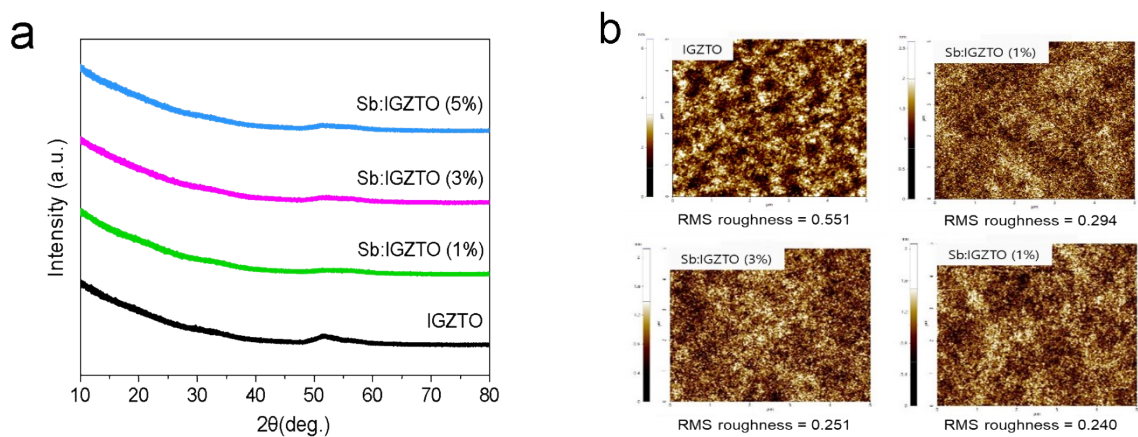 a
Intensity (a.u.)
Sb:IGZTO (5%)
Sb:IGZTO (3%)
Sb:IGZTO (1%)
IGZTO
10 20 30 40 50 60 70 80
2θ(deg.)
b
IGZTO
RMS roughness = 0.551
Sb:IGZTO (1%)
RMS roughness = 0.294
Sb:IGZTO (3%)
RMS roughness = 0.251
Sb:IGZTO (1%)
RMS roughness = 0.240